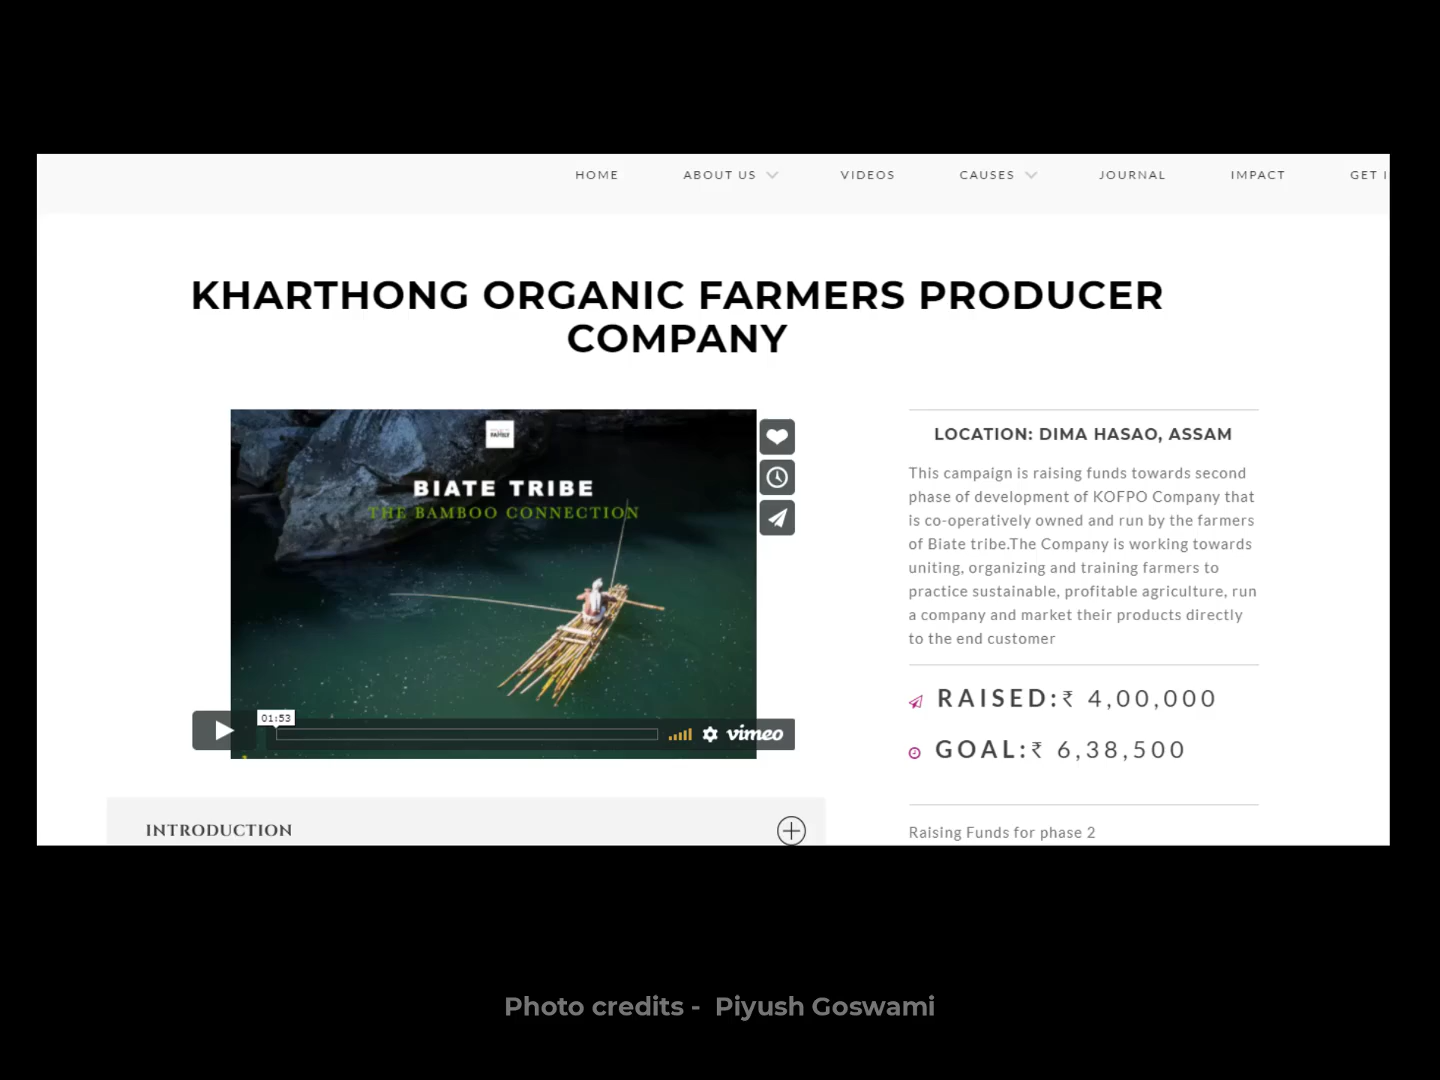 HOME ABOUT US VIDEOS CAUSES JOURNAL IMPACT GET
KHARTHONG ORGANIC FARMERS PRODUCER
COMPANY
BIATE TRIBE
THE BAMBOO CONNECTION
01:53
vimeo
INTRODUCTION
LOCATION: DIMA HASAO, ASSAM
This campaign is raising funds towards second
phase of development of KOFPO Company that
is co-operatively owned and run by the farmers
of Biate tribe.The Company is working towards
uniting, organizing and training farmers to
practice sustainable, profitable agriculture, run
a company and market their products directly
to the end customer
RAISED:₹ 4,00,000
GOAL:₹ 6,38,500
Raising Funds for phase 2
Photo credits - Piyush Goswami